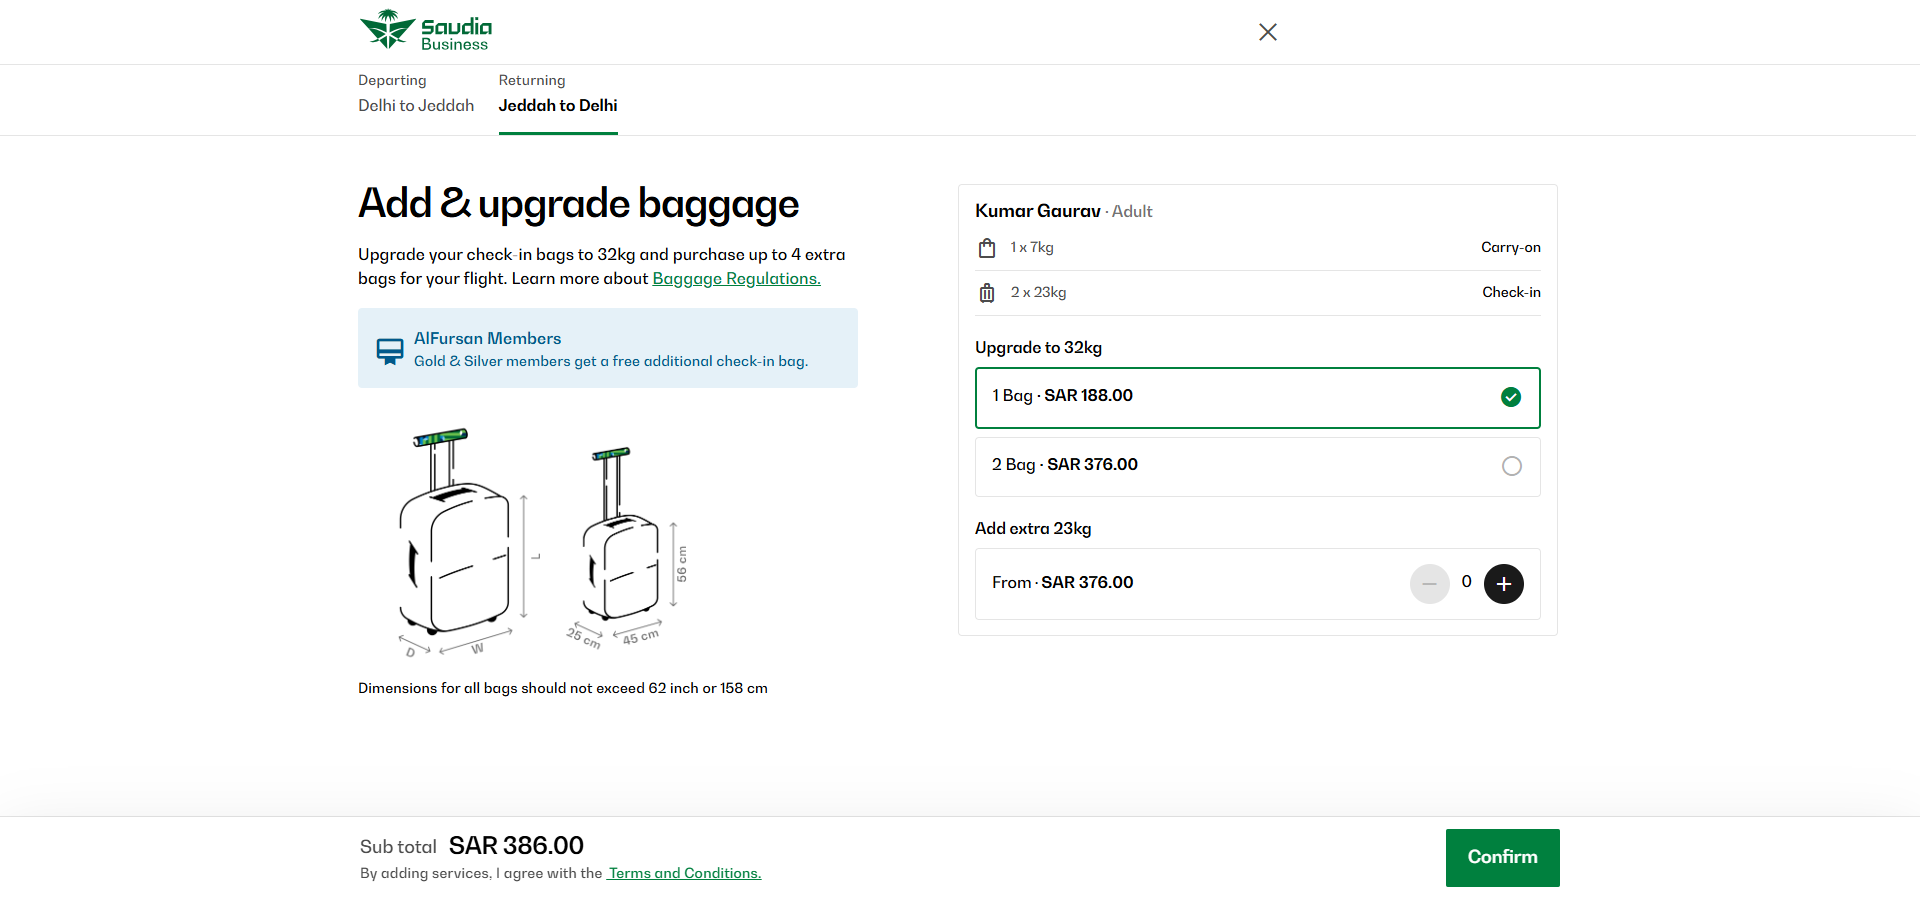 Saudia
Business
Departing
Delhi to Jeddah
Returning
Jeddah to Delhi
Add & upgrade baggage
Upgrade your check-in bags to 32kg and purchase up to 4 extra
bags for your flight. Learn more about Baggage Regulations.
AlFursan Members
Gold & Silver members get a free additional check-in bag.
L
D
W
56 cm
25 cm
45 cm
Dimensions for all bags should not exceed 62 inch or 158 cm
Kumar Gaurav · Adult
1 x 7kg Carry-on
2 x 23kg Check-in
Upgrade to 32kg
1 Bag · SAR 188.00
2 Bag · SAR 376.00
Add extra 23kg
From · SAR 376.00 − 0 +
Sub total SAR 386.00
By adding services, I agree with the Terms and Conditions.
Confirm